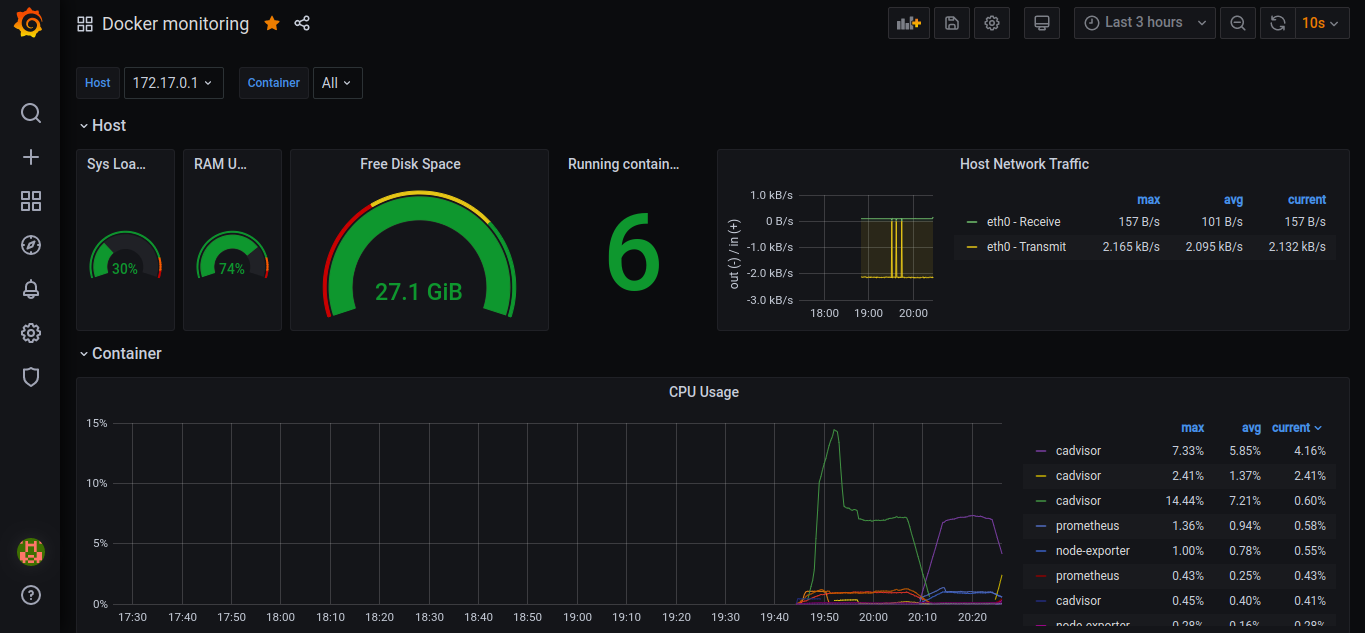 Docker monitoring
Last 3 hours
10s
Host
172.17.0.1
Container
All
Host
Sys Loa...
30%
RAM U...
74%
Free Disk Space
27.1 GiB
Running contain...
6
Host Network Traffic
out (-) / in (+)
1.0 kB/s
0 B/s
-1.0 kB/s
-2.0 kB/s
-3.0 kB/s
18:00 19:00 20:00
max avg current
eth0 - Receive 157 B/s 101 B/s 157 B/s
eth0 - Transmit 2.165 kB/s 2.095 kB/s 2.132 kB/s
Container
CPU Usage
15%
10%
5%
0%
17:30 17:40 17:50 18:00 18:10 18:20 18:30 18:40 18:50 19:00 19:10 19:20 19:30 19:40 19:50 20:00 20:10 20:20
max avg current
cadvisor 7.33% 5.85% 4.16%
cadvisor 2.41% 1.37% 2.41%
cadvisor 14.44% 7.21% 0.60%
prometheus 1.36% 0.94% 0.58%
node-exporter 1.00% 0.78% 0.55%
prometheus 0.43% 0.25% 0.43%
cadvisor 0.45% 0.40% 0.41%
node-exporter 0.28% 0.16% 0.28%